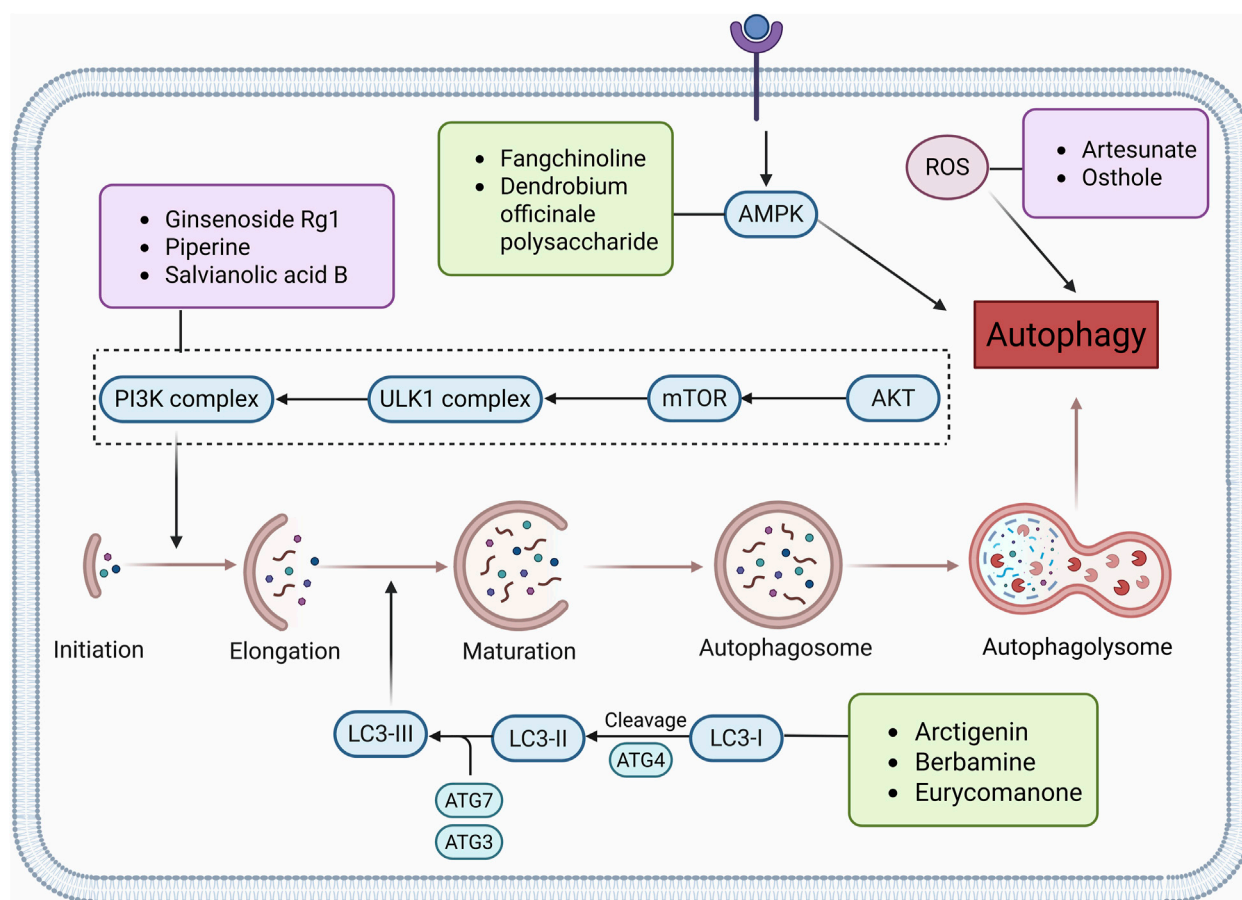 Fangchinoline
Dendrobium
officinale
polysaccharide
AMPK
ROS
Artesunate
Osthole
Ginsenoside Rg1
Piperine
Salvianolic acid B
Autophagy
PI3K complex
ULK1 complex
mTOR
AKT
Initiation
Elongation
Maturation
Autophagosome
Autophagolysome
LC3-III
LC3-II
Cleavage
ATG4
LC3-I
ATG7
ATG3
Arctigenin
Berbamine
Eurycomanone